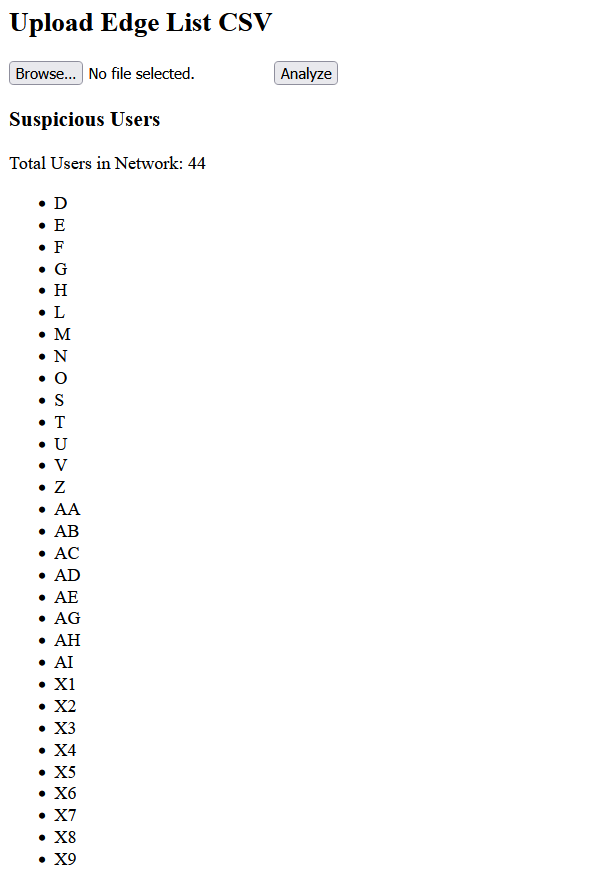 Upload Edge List CSV
Browse... No file selected. Analyze
Suspicious Users
Total Users in Network: 44
D
E
F
G
H
L
M
N
O
S
T
U
V
Z
AA
AB
AC
AD
AE
AG
AH
AI
X1
X2
X3
X4
X5
X6
X7
X8
X9